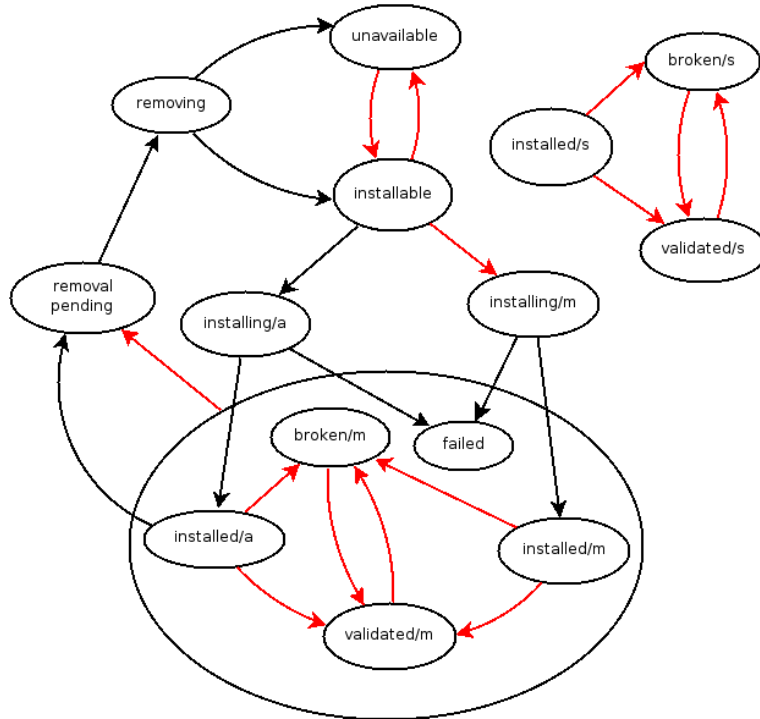 unavailable
broken/s
removing
installed/s
installable
validated/s
removal
pending
installing/a
installing/m
broken/m
failed
installed/a
installed/m
validated/m